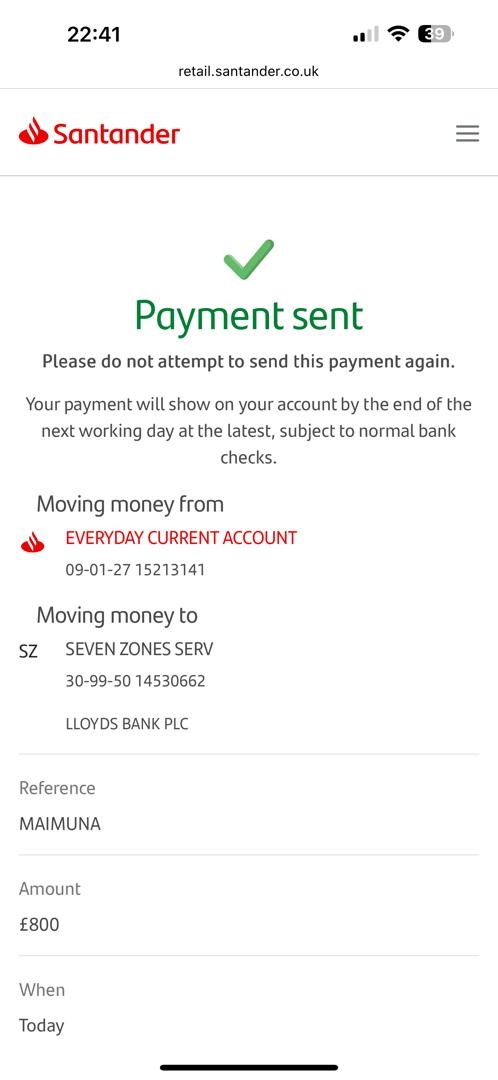 22:41
39
retail.santander.co.uk
Santander
Payment sent
Please do not attempt to send this payment again.
Your payment will show on your account by the end of the
next working day at the latest, subject to normal bank
checks.
Moving money from
EVERYDAY CURRENT ACCOUNT
09-01-27 15213141
Moving money to
SZ
SEVEN ZONES SERV
30-99-50 14530662
LLOYDS BANK PLC
Reference
MAIMUNA
Amount
£800
When
Today